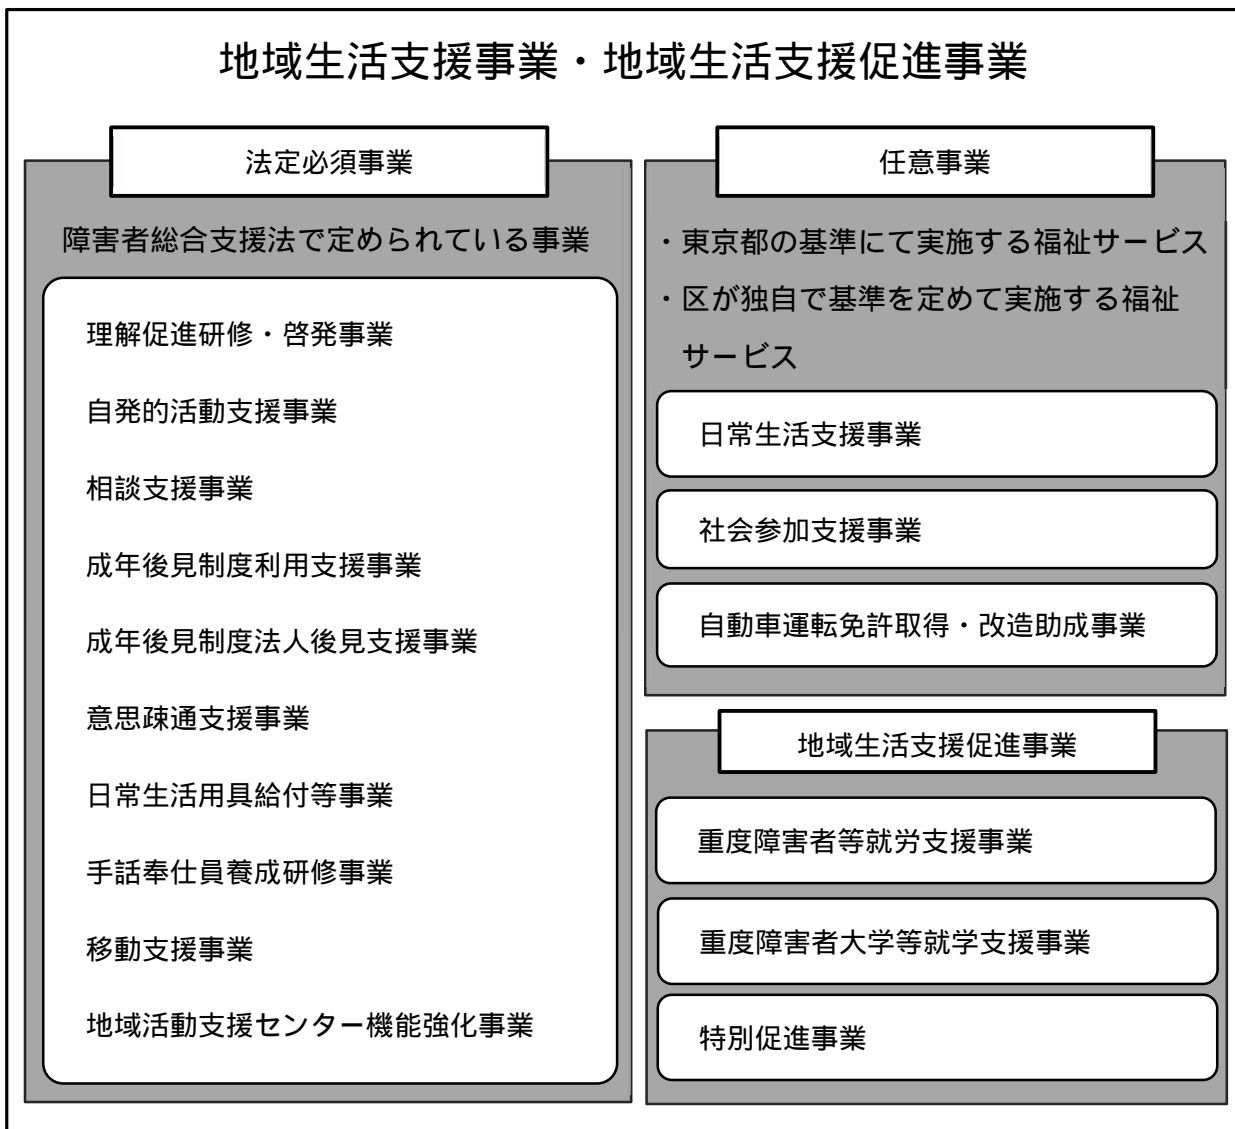 地域生活支援事業・地域生活支援促進事業
法定必須事業
障害者総合支援法で定められている事業
理解促進研修・啓発事業
自発的活動支援事業
相談支援事業
成年後見制度利用支援事業
成年後見制度法人後見支援事業
意思疎通支援事業
日常生活用具給付等事業
手話奉仕員養成研修事業
移動支援事業
地域活動支援センター機能強化事業
任意事業
・東京都の基準にて実施する福祉サービス
・区が独自で基準を定めて実施する福祉
サービス
日常生活支援事業
社会参加支援事業
自動車運転免許取得・改造助成事業
地域生活支援促進事業
重度障害者等就労支援事業
重度障害者大学等就学支援事業
特別促進事業